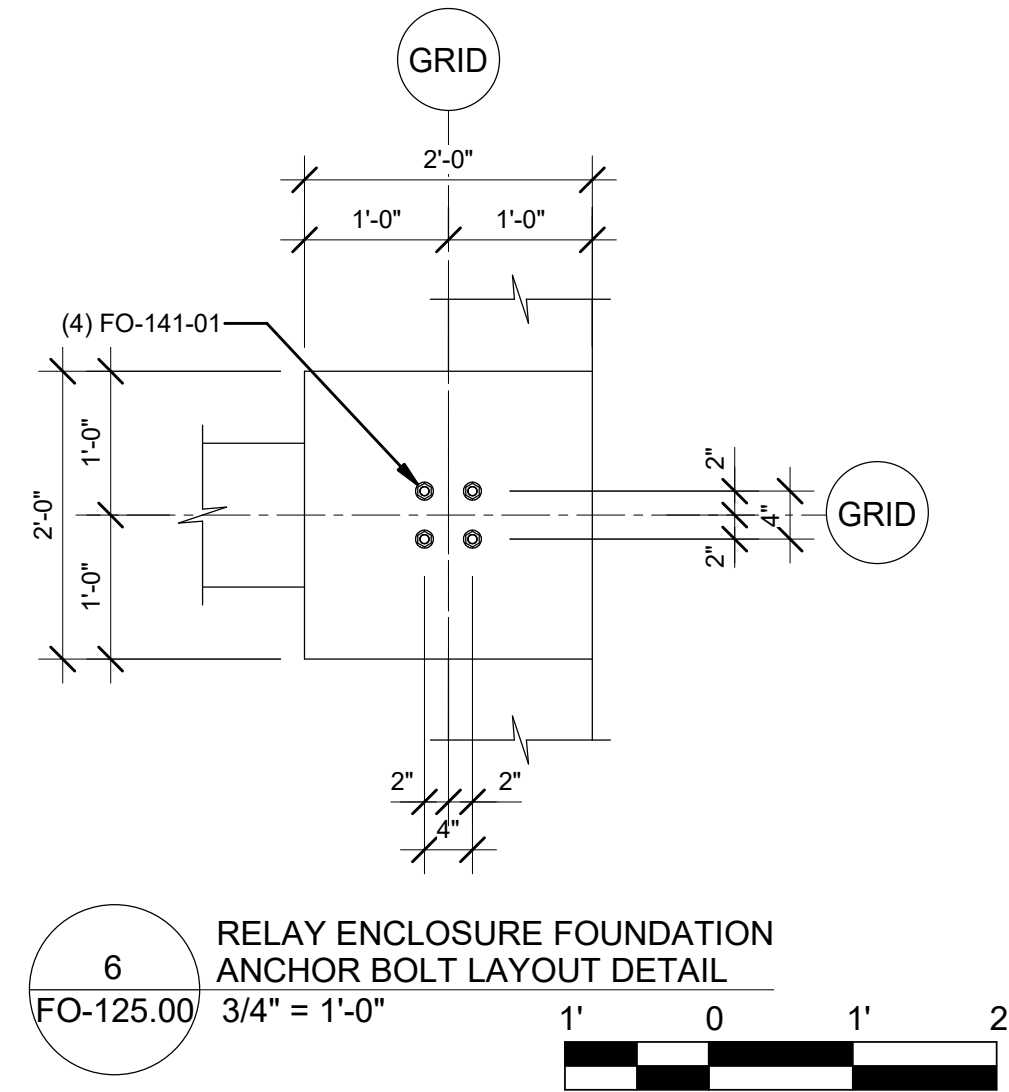 GRID
2'-0"
1'-0" 1'-0"
(4) FO-141-01
1'-0"
2'-0"
1'-0"
2"
4"
2"
GRID
2" 2"
4"
6
FO-125.00
RELAY ENCLOSURE FOUNDATION
ANCHOR BOLT LAYOUT DETAIL
3/4" = 1'-0"
1' 0 1' 2